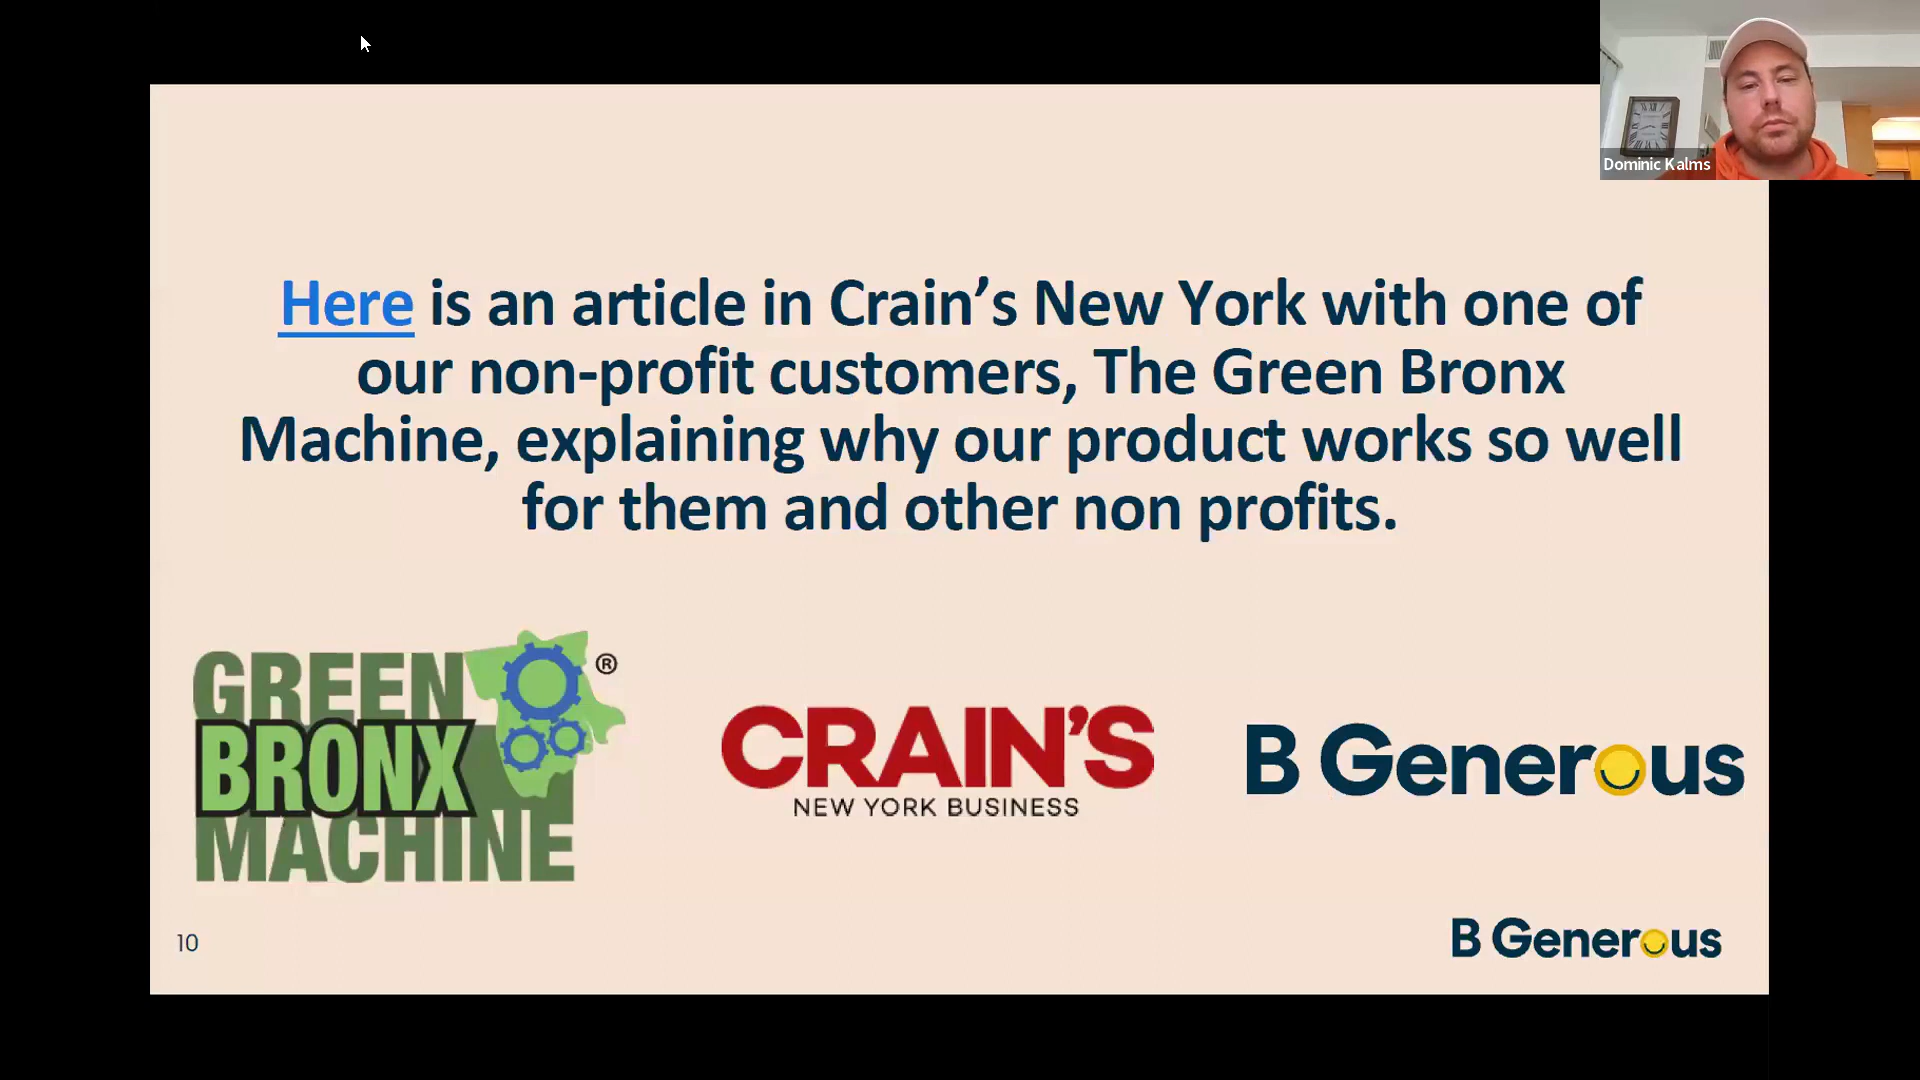 Dominic Kalms
Here is an article in Crain’s New York with one of
our non-profit customers, The Green Bronx
Machine, explaining why our product works so well
for them and other non profits.
GREEN ®
BRONX
MACHINE
CRAIN’S
NEW YORK BUSINESS
B Generous
10
B Generous